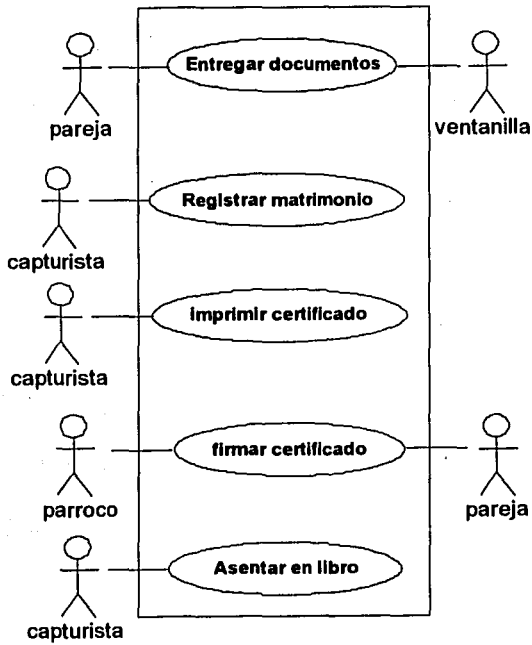 Entregar documentos
pareja
ventanilla
Registrar matrimonio
capturista
imprimir certificado
capturista
firmar certificado
parroco
pareja
Asentar en libro
capturista